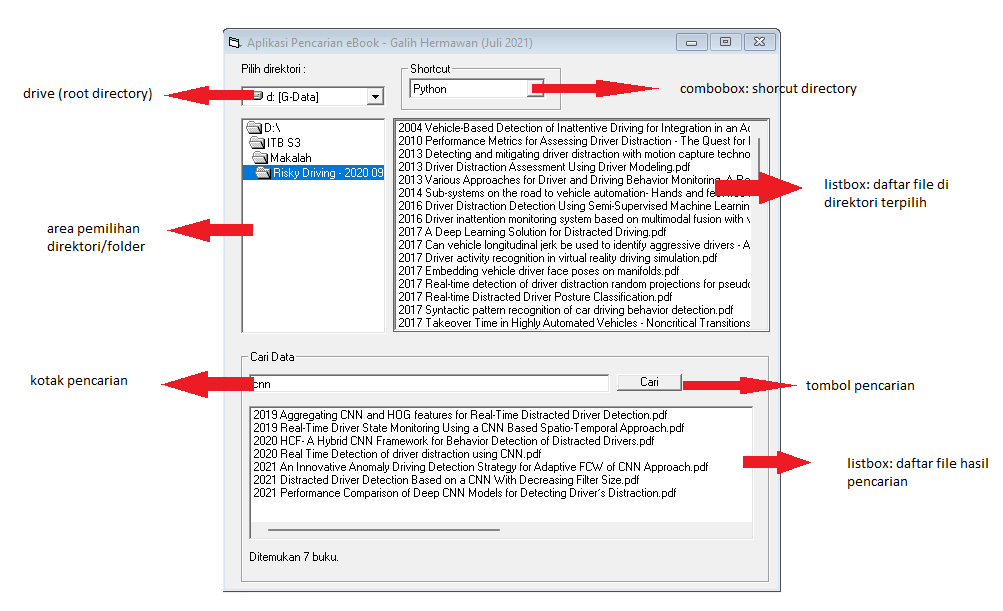 Aplikasi Pencarian eBook - Galih Hermawan (Juli 2021)
Pilih direktori :
Shortcut
drive (root directory)
d: [G-Data]
Python
combobox: shorcut directory
D:\
ITB S3
Makalah
Risky Driving - 2020 09
area pemilihan
direktori/folder
2004 Vehicle-Based Detection of Inattentive Driving for Integration in an Ac
2010 Performance Metrics for Assessing Driver Distraction - The Quest for I
2013 Detecting and mitigating driver distraction with motion capture techno
2013 Driver Distraction Assessment Using Driver Modeling.pdf
2013 Various Approaches for Driver and Driving Behavior Monitoring- A Re
2014 Sub-systems on the road to vehicle automation- Hands and fe
2016 Driver Distraction Detection Using Semi-Supervised Machine Learnin
2016 Driver inattention monitoring system based on multimodal fusion with v
2017 A Deep Learning Solution for Distracted Driving.pdf
2017 Can vehicle longitudinal jerk be used to identify aggressive drivers - A
2017 Driver activity recognition in virtual reality driving simulation.pdf
2017 Embedding vehicle driver face poses on manifolds.pdf
2017 Real-time detection of driver distraction random projections for pseudo
2017 Real-time Distracted Driver Posture Classification.pdf
2017 Syntactic pattern recognition of car driving behavior detection.pdf
2017 Takeover Time in Highly Automated Vehicles - Noncritical Transitions
listbox: daftar file di
direktori terpilih
Cari Data
kotak pencarian
cnn
Cari
tombol pencarian
2019 Aggregating CNN and HOG features for Real-Time Distracted Driver Detection.pdf
2019 Real-Time Driver State Monitoring Using a CNN Based Spatio-Temporal Approach.pdf
2020 HCF- A Hybrid CNN Framework for Behavior Detection of Distracted Drivers.pdf
2020 Real Time Detection of driver distraction using CNN.pdf
2021 An Innovative Anomaly Driving Detection Strategy for Adaptive FCW of CNN Approach.pdf
2021 Distracted Driver Detection Based on a CNN With Decreasing Filter Size.pdf
2021 Performance Comparison of Deep CNN Models for Detecting Driver's Distraction.pdf
listbox: daftar file hasil
pencarian
Ditemukan 7 buku.